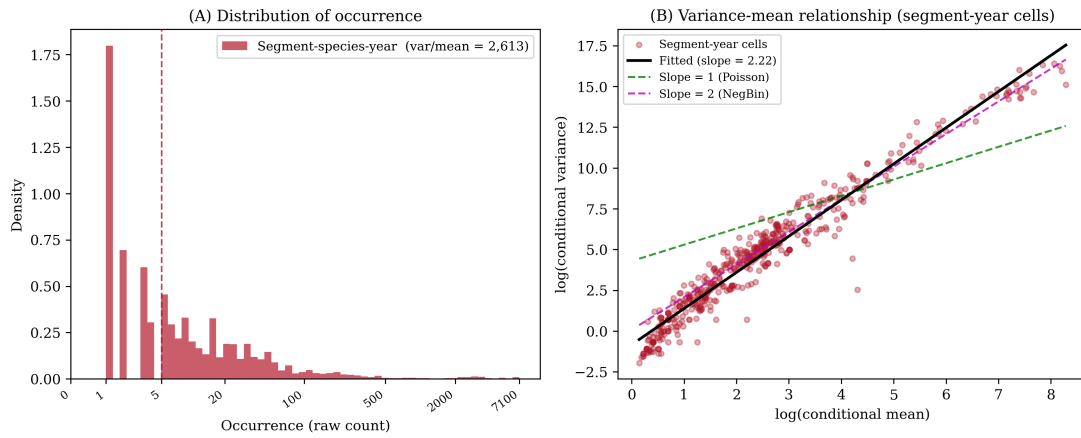 (A) Distribution of occurrence
Segment-species-year (var/mean = 2,613)
Density
1.75
1.50
1.25
1.00
0.75
0.50
0.25
0.00
0 1 5 20 100 500 2000 7100
Occurrence (raw count)
(B) Variance-mean relationship (segment-year cells)
Segment-year cells
Fitted (slope = 2.22)
Slope = 1 (Poisson)
Slope = 2 (NegBin)
log(conditional variance)
17.5
15.0
12.5
10.0
7.5
5.0
2.5
0.0
−2.5
0 1 2 3 4 5 6 7 8
log(conditional mean)